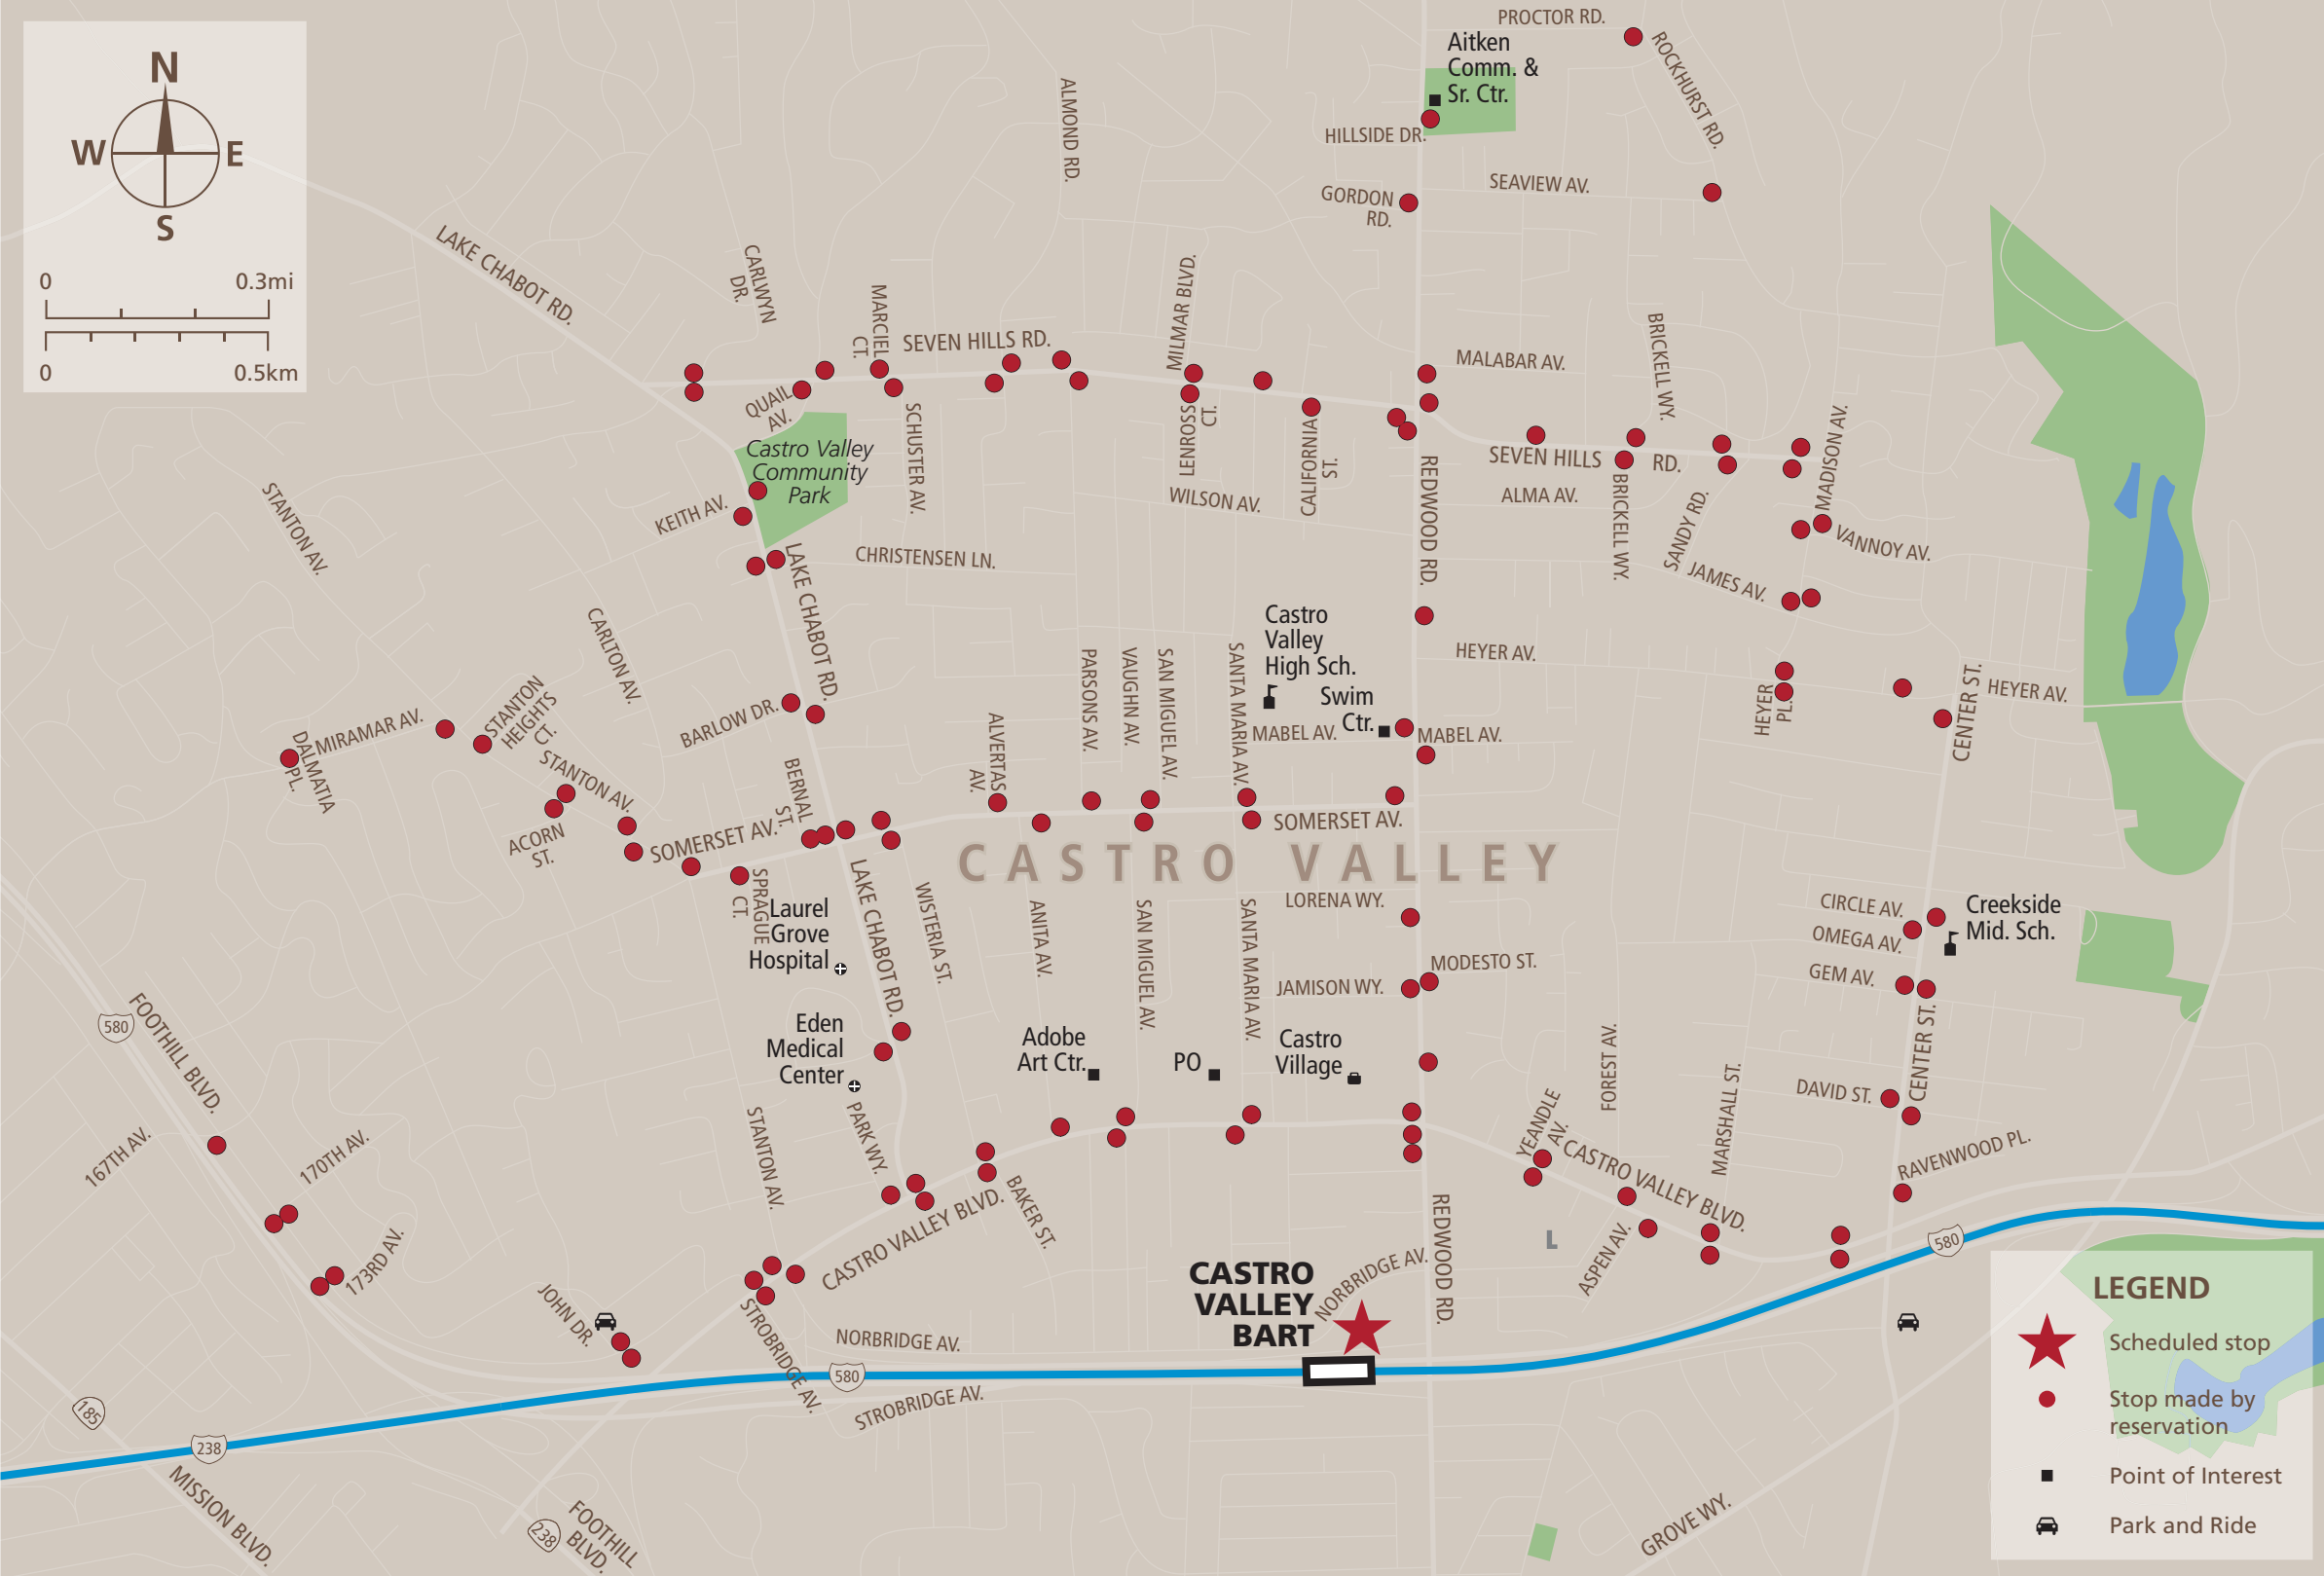 N
W
E
S
0
0.3mi
0
0.5km
PROCTOR RD.
ROCKHURST RD.
Aitken
Comm. &
Sr. Ctr.
HILLSIDE DR.
ALMOND RD.
SEAVIEW AV.
GORDON
RD.
LAKE CHABOT RD.
CARLWYN
DR.
MARCIEL
CT.
SEVEN HILLS RD.
MILMAR BLVD.
MALABAR AV.
BRICKELL WY.
QUAIL
AV.
SCHUSTER AV.
LENROSS
CT.
CALIFORNIA
ST.
MADISON AV.
Castro Valley
Community
Park
SEVEN HILLS
RD.
WILSON AV.
REDWOOD RD.
ALMA AV.
BRICKELL WY.
SANDY RD.
STANTON AV.
KEITH AV.
VANNOY AV.
CHRISTENSEN LN.
LAKE CHABOT RD.
JAMES AV.
CARLTON AV.
Castro
Valley
High Sch.
Swim
Ctr.
HEYER AV.
HEYER
PL.
CENTER ST.
HEYER AV.
PARSONS AV.
VAUGHN AV.
SAN MIGUEL AV.
SANTA MARIA AV.
MABEL AV.
MABEL AV.
BARLOW DR.
MIRAMAR AV.
DALMATIA
PL.
STANTON
HEIGHTS
CT.
STANTON AV.
ALVERTAS
AV.
BERNAL
ST.
ACORN
ST.
SOMERSET AV.
SOMERSET AV.
CASTRO VALLEY
SPRAGUE
CT.
LAKE CHABOT RD.
WISTERIA ST.
Laurel
Grove
Hospital
ANITA AV.
SAN MIGUEL AV.
SANTA MARIA AV.
LORENA WY.
CIRCLE AV.
Creekside
Mid. Sch.
OMEGA AV.
GEM AV.
MODESTO ST.
JAMISON WY.
580
FOOTHILL BLVD.
Eden
Medical
Center
Adobe
Art Ctr.
PO
Castro
Village
FOREST AV.
MARSHALL ST.
DAVID ST.
CENTER ST.
YEANDLE
AV.
RAVENWOOD PL.
167TH AV.
170TH AV.
STANTON AV.
PARK WY.
CASTRO VALLEY BLVD.
CASTRO VALLEY BLVD.
BAKER ST.
REDWOOD RD.
ASPEN AV.
L
580
173RD AV.
JOHN DR.
STROBRIDGE AV.
NORBRIDGE AV.
CASTRO
VALLEY
BART
NORBRIDGE AV.
580
STROBRIDGE AV.
185
238
MISSION BLVD.
238
FOOTHILL
BLVD.
GROVE WY.
LEGEND
Scheduled stop
Stop made by
reservation
Point of Interest
Park and Ride